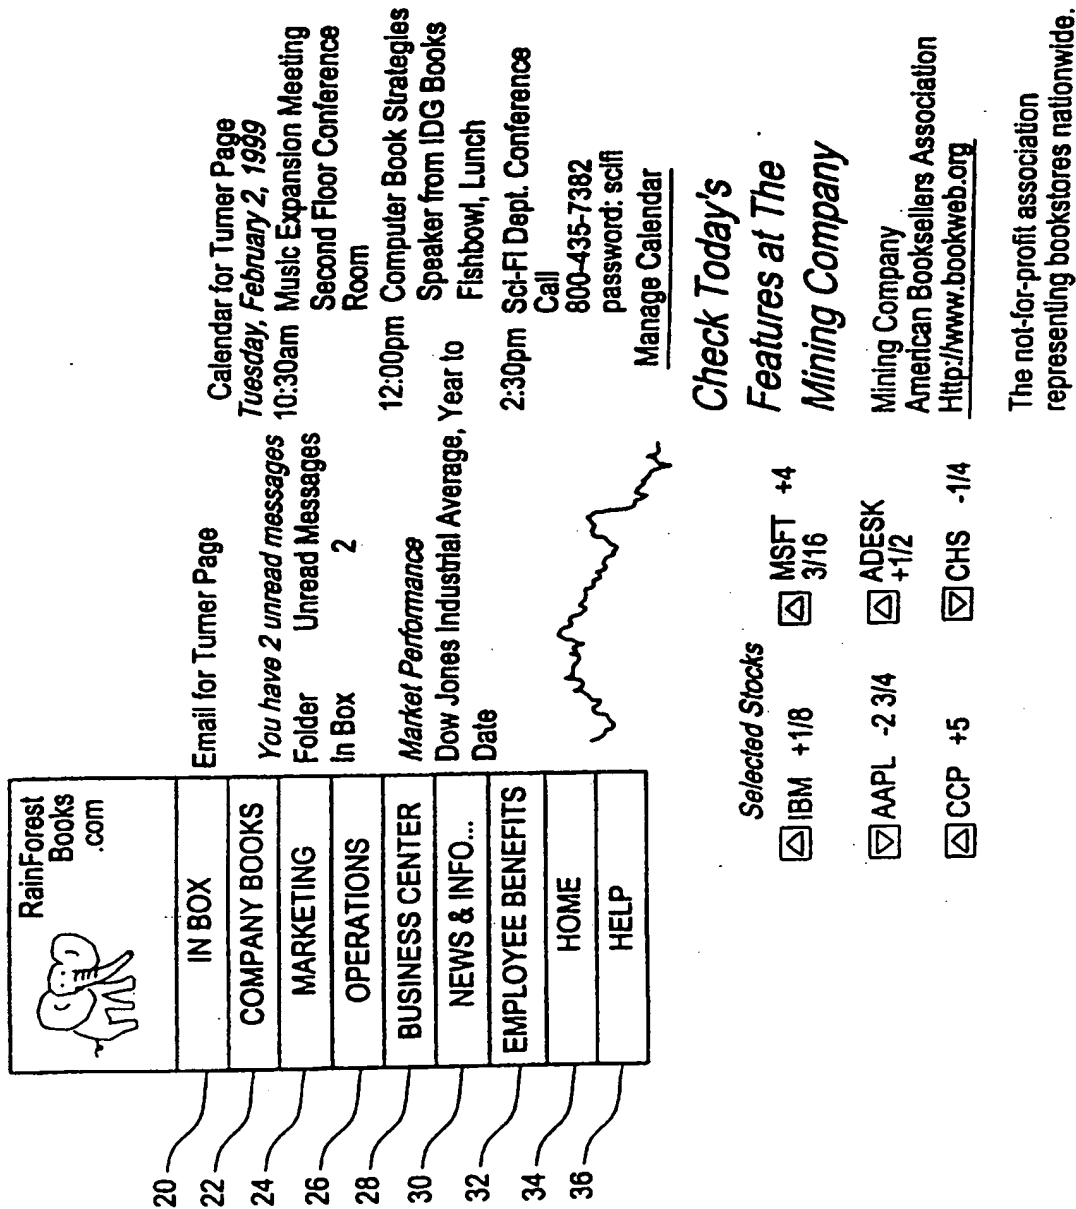 RainForest
Books
.com
20
IN BOX
22
COMPANY BOOKS
24
MARKETING
26
OPERATIONS
28
BUSINESS CENTER
30
NEWS & INFO...
32
EMPLOYEE BENEFITS
34
HOME
36
HELP
Email for Turner Page
You have 2 unread messages
Folder Unread Messages
In Box 2
Market Performance
Dow Jones Industrial Average, Year to
Date
Selected Stocks
IBM +1/8
MSFT +4
3/16
AAPL -2 3/4
ADESK
+1/2
CCP +5
CHS -1/4
Calendar for Turner Page
Tuesday, February 2, 1999
10:30am Music Expansion Meeting
Second Floor Conference
Room
12:00pm Computer Book Strategies
Speaker from IDG Books
Fishbowl, Lunch
2:30pm Sci-Fi Dept. Conference
Call
800-435-7382
password: scifi
Manage Calendar
Check Today's
Features at The
Mining Company
Mining Company
American Booksellers Association
Http://www.bookweb.org
The not-for-profit association
representing bookstores nationwide.